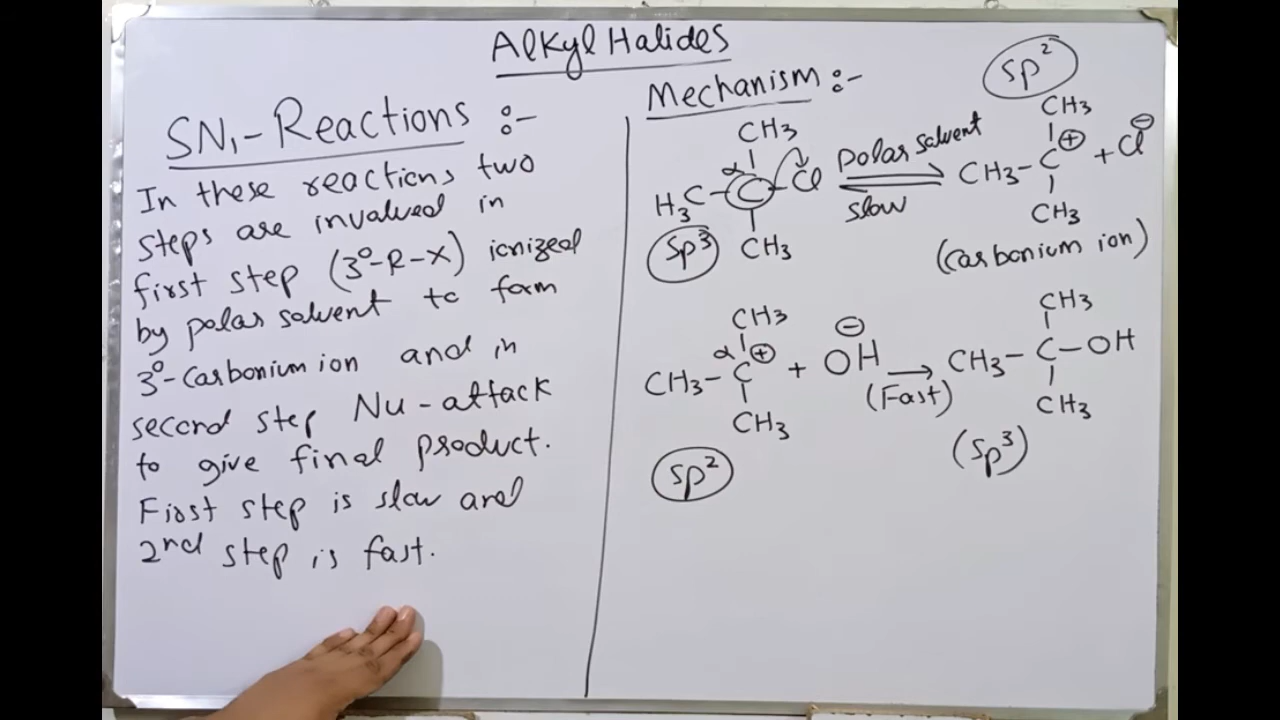 Alkyl Halides
SN1-Reactions :-
In these reactions two
steps are involved in
first step (3°-R-X) ionized
by polar solvent to form
3°-Carbonium ion and in
second step Nu-attack
to give final product.
First step is slow and
2nd step is fast.
Mechanism :-
sp²
CH3
CH3
α
H3C-C-Cl
polar solvent
slow
CH3-C⊕ + Cl⊖
CH3
CH3
sp³
(Carbonium ion)
CH3
⊖
CH3
α
CH3-C⊕ + OH → CH3-C-OH
(Fast)
CH3
CH3
sp²
(sp³)